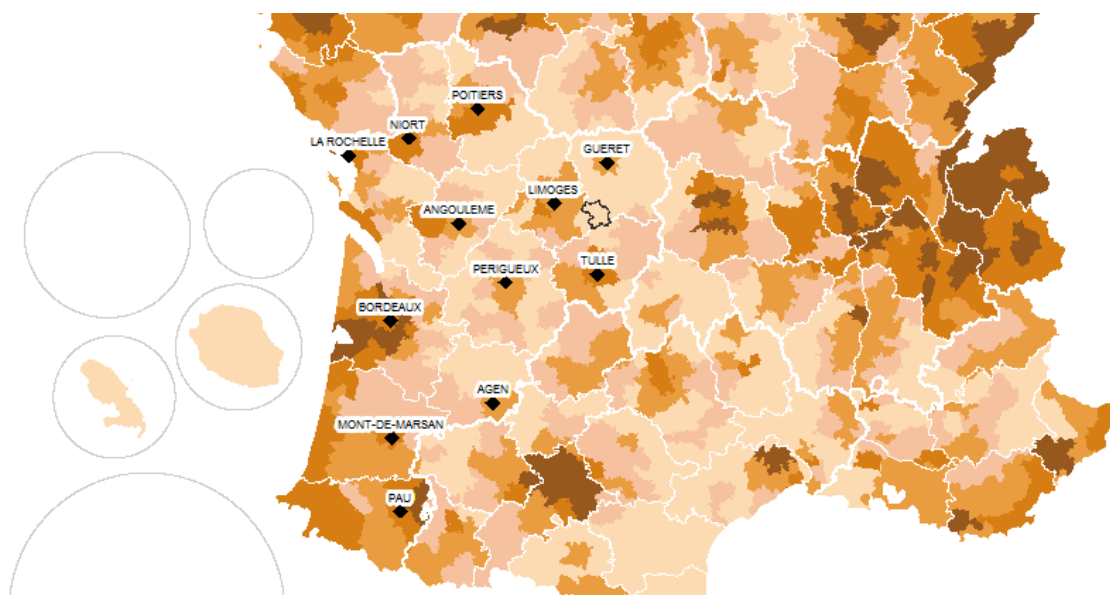 POITIERS
NIORT
LA ROCHELLE
GUERET
LIMOGES
ANGOULEME
TULLE
PERIGUEUX
BORDEAUX
AGEN
MONT-DE-MARSAN
PAU